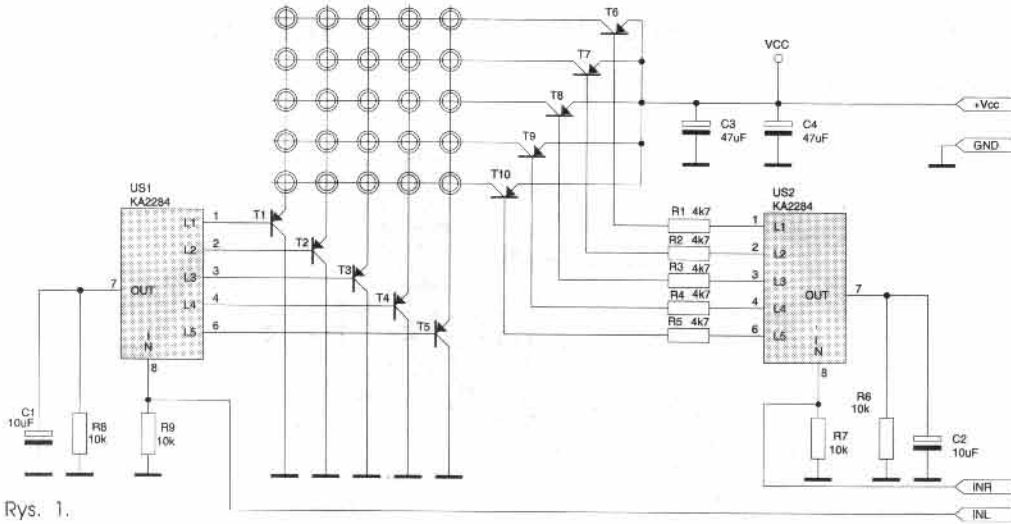 T6
T7
T8
T9
T10
VCC
+Vcc
C3
47uF
C4
47uF
GND
US1
KA2284
L1
1
T1
L2
2
T2
L3
3
T3
L4
4
T4
L5
6
T5
7
OUT
IN
8
C1
10uF
R8
10k
R9
10k
R1 4k7
R2 4k7
R3 4k7
R4 4k7
R5 4k7
US2
KA2284
1
L1
2
L2
3
L3
4
L4
6
L5
OUT
7
IN
8
R6
10k
R7
10k
C2
10uF
INR
INL
Rys. 1.